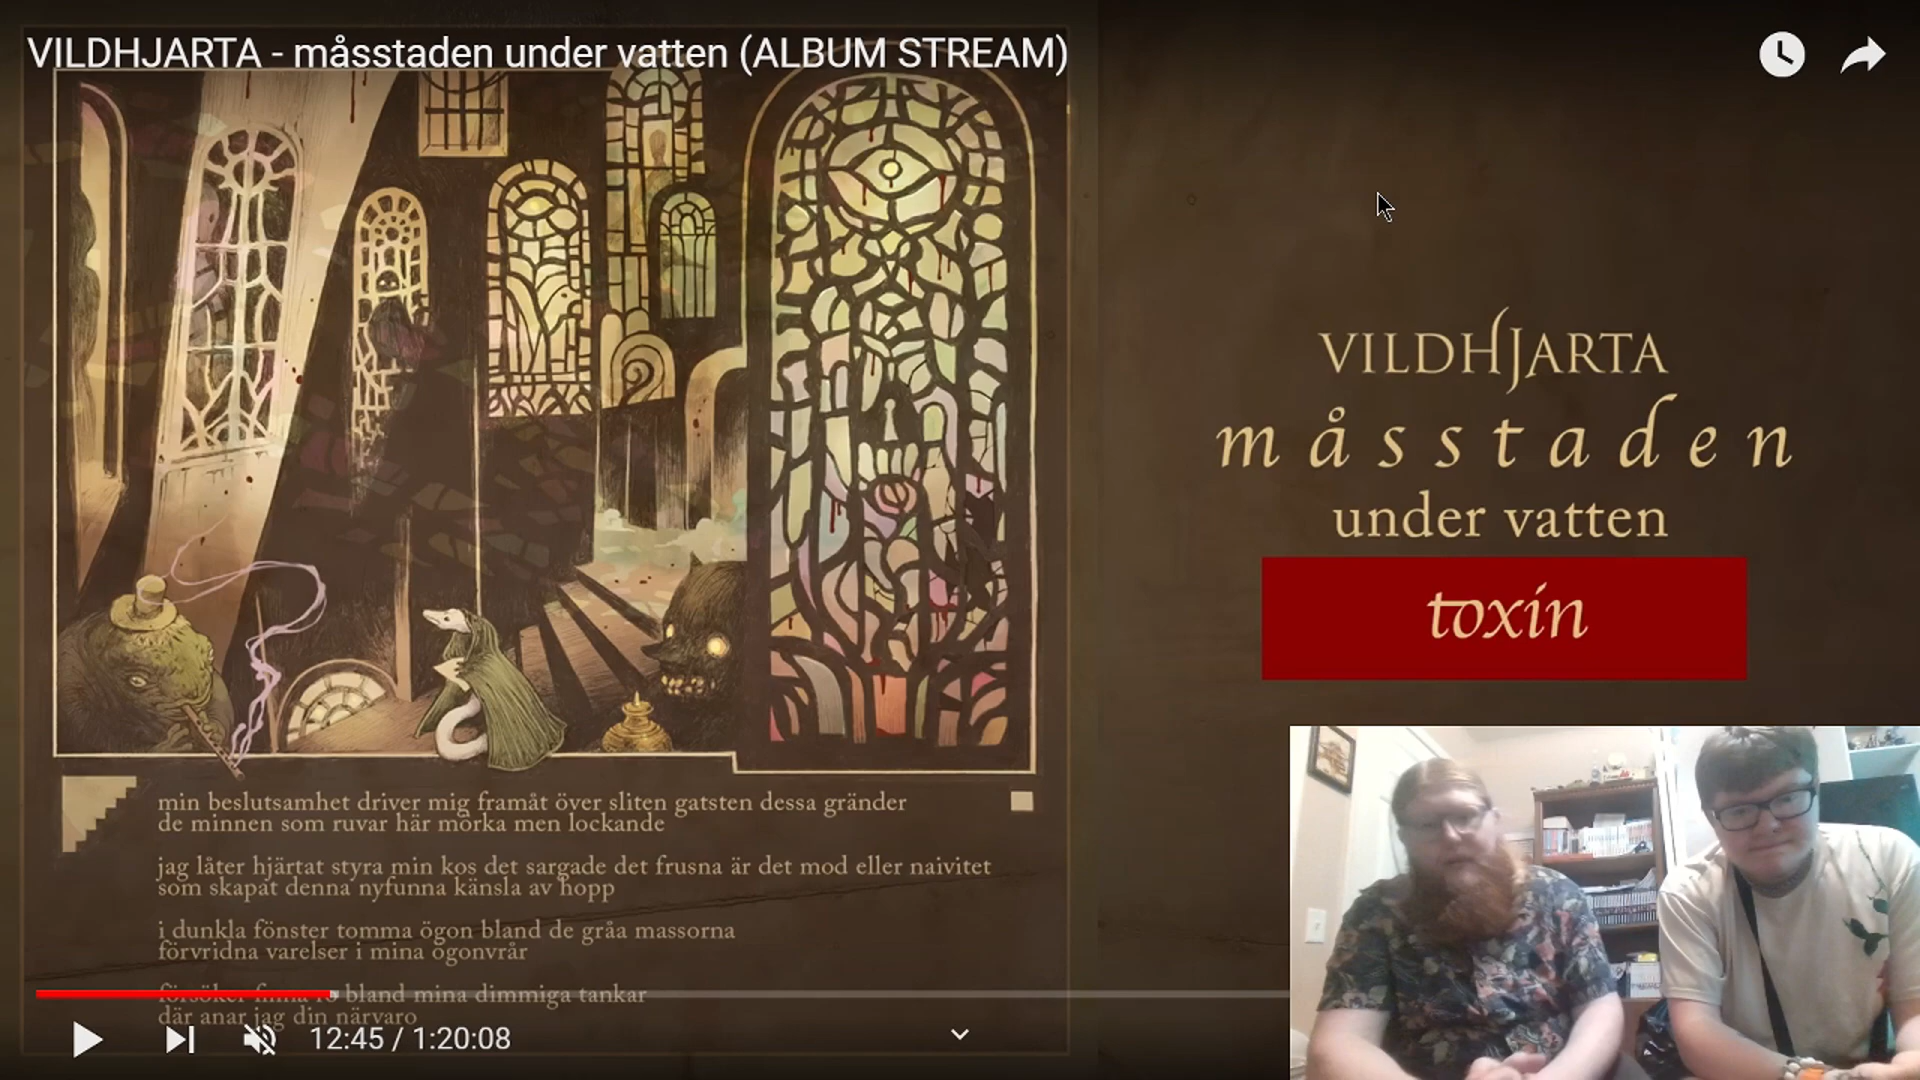 VILDHJARTA - måsstaden under vatten (ALBUM STREAM)
VILDHJARTA
måsstaden
under vatten
toxin
min beslutsamhet driver mig framåt över sliten gatsten dessa gränder
de minnen som ruvar här mörka men lockande
jag låter hjärtat styra min kos det sargade det frusna är det mod eller naivitet
som skapat denna nyfunna känsla av hopp
i dunkla fönster tomma ögon bland de gråa massorna
förvridna varelser i mina ögonvrår
försöker finna ro bland mina dimmiga tankar
där anar jag din närvaro
12:45 / 1:20:08